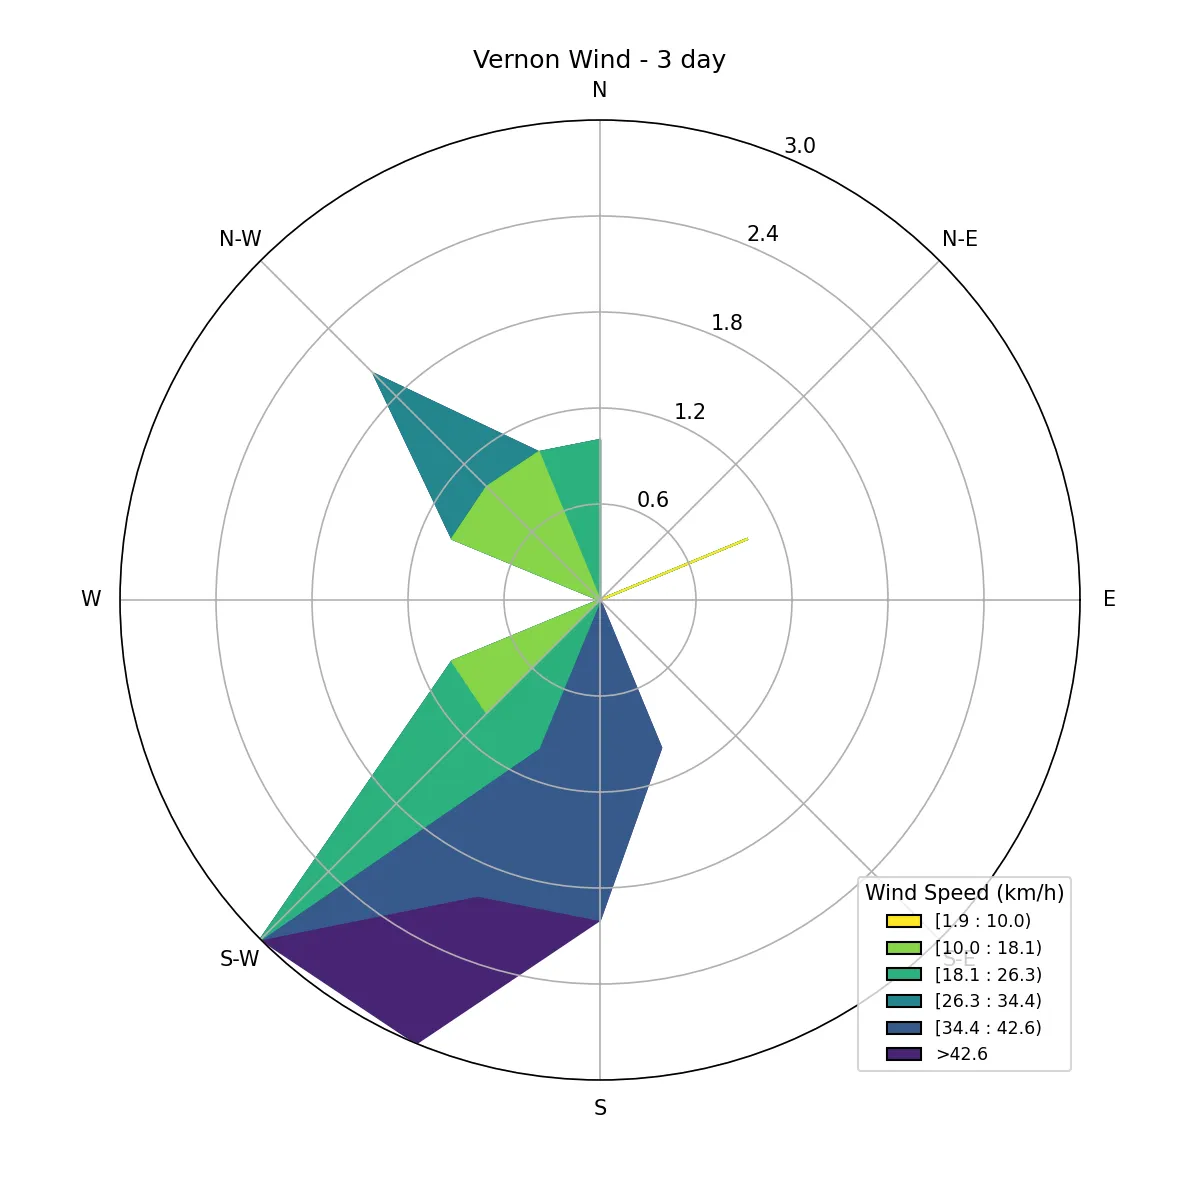 Vernon Wind - 3 day
N
3.0
N-W
2.4
N-E
1.8
1.2
0.6
W
E
Wind Speed (km/h)
[1.9 : 10.0)
[10.0 : 18.1)
S-W
S-E
[18.1 : 26.3)
[26.3 : 34.4)
[34.4 : 42.6)
>42.6
S